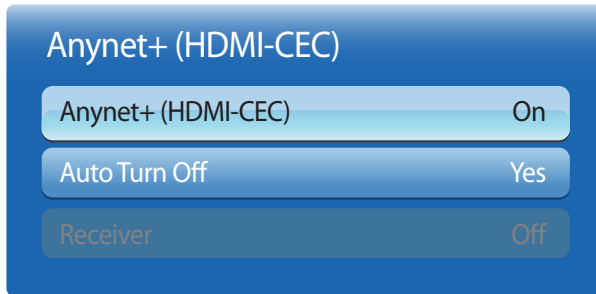 Anynet+ (HDMI-CEC)
Anynet+ (HDMI-CEC) On
Auto Turn Off Yes
Receiver Off